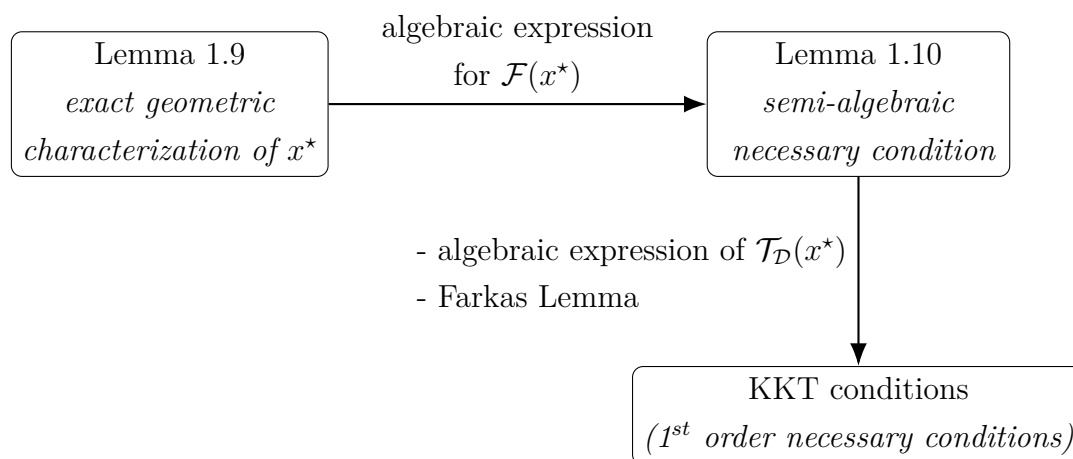 Lemma 1.9
exact geometric
characterization of x⋆
algebraic expression
for ℱ(x⋆)
Lemma 1.10
semi-algebraic
necessary condition
- algebraic expression of 𝒯_𝒟(x⋆)
- Farkas Lemma
KKT conditions
(1st order necessary conditions)